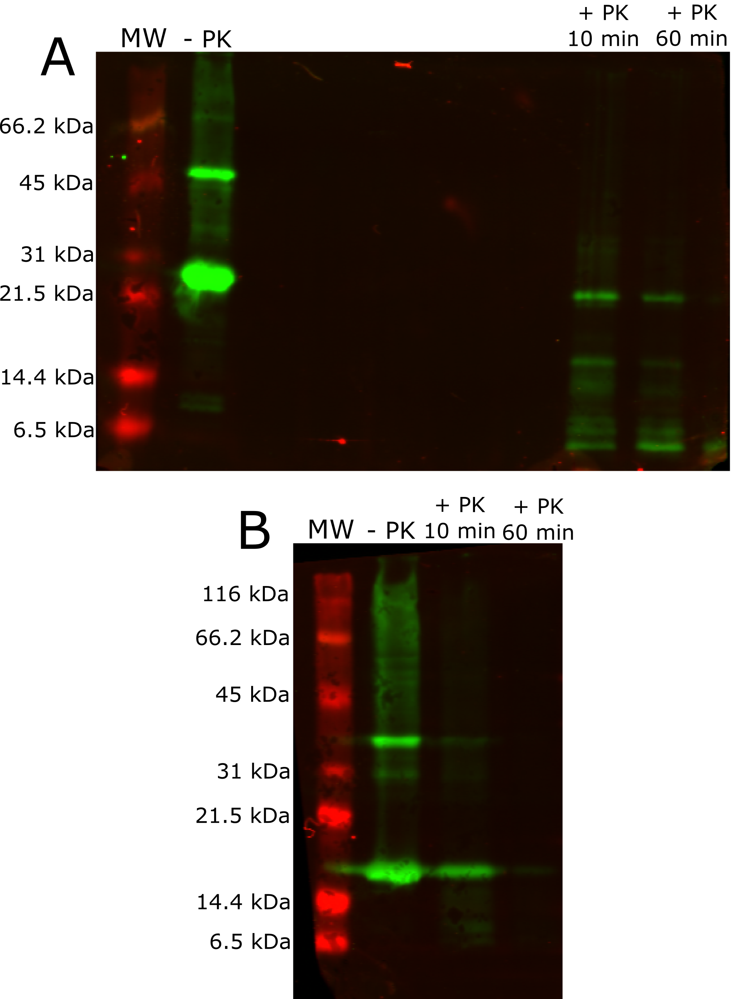 + PK + PK
MW - PK 10 min 60 min
A
66.2 kDa
45 kDa
31 kDa
21.5 kDa
14.4 kDa
6.5 kDa
+ PK + PK
B MW - PK 10 min 60 min
116 kDa
66.2 kDa
45 kDa
31 kDa
21.5 kDa
14.4 kDa
6.5 kDa